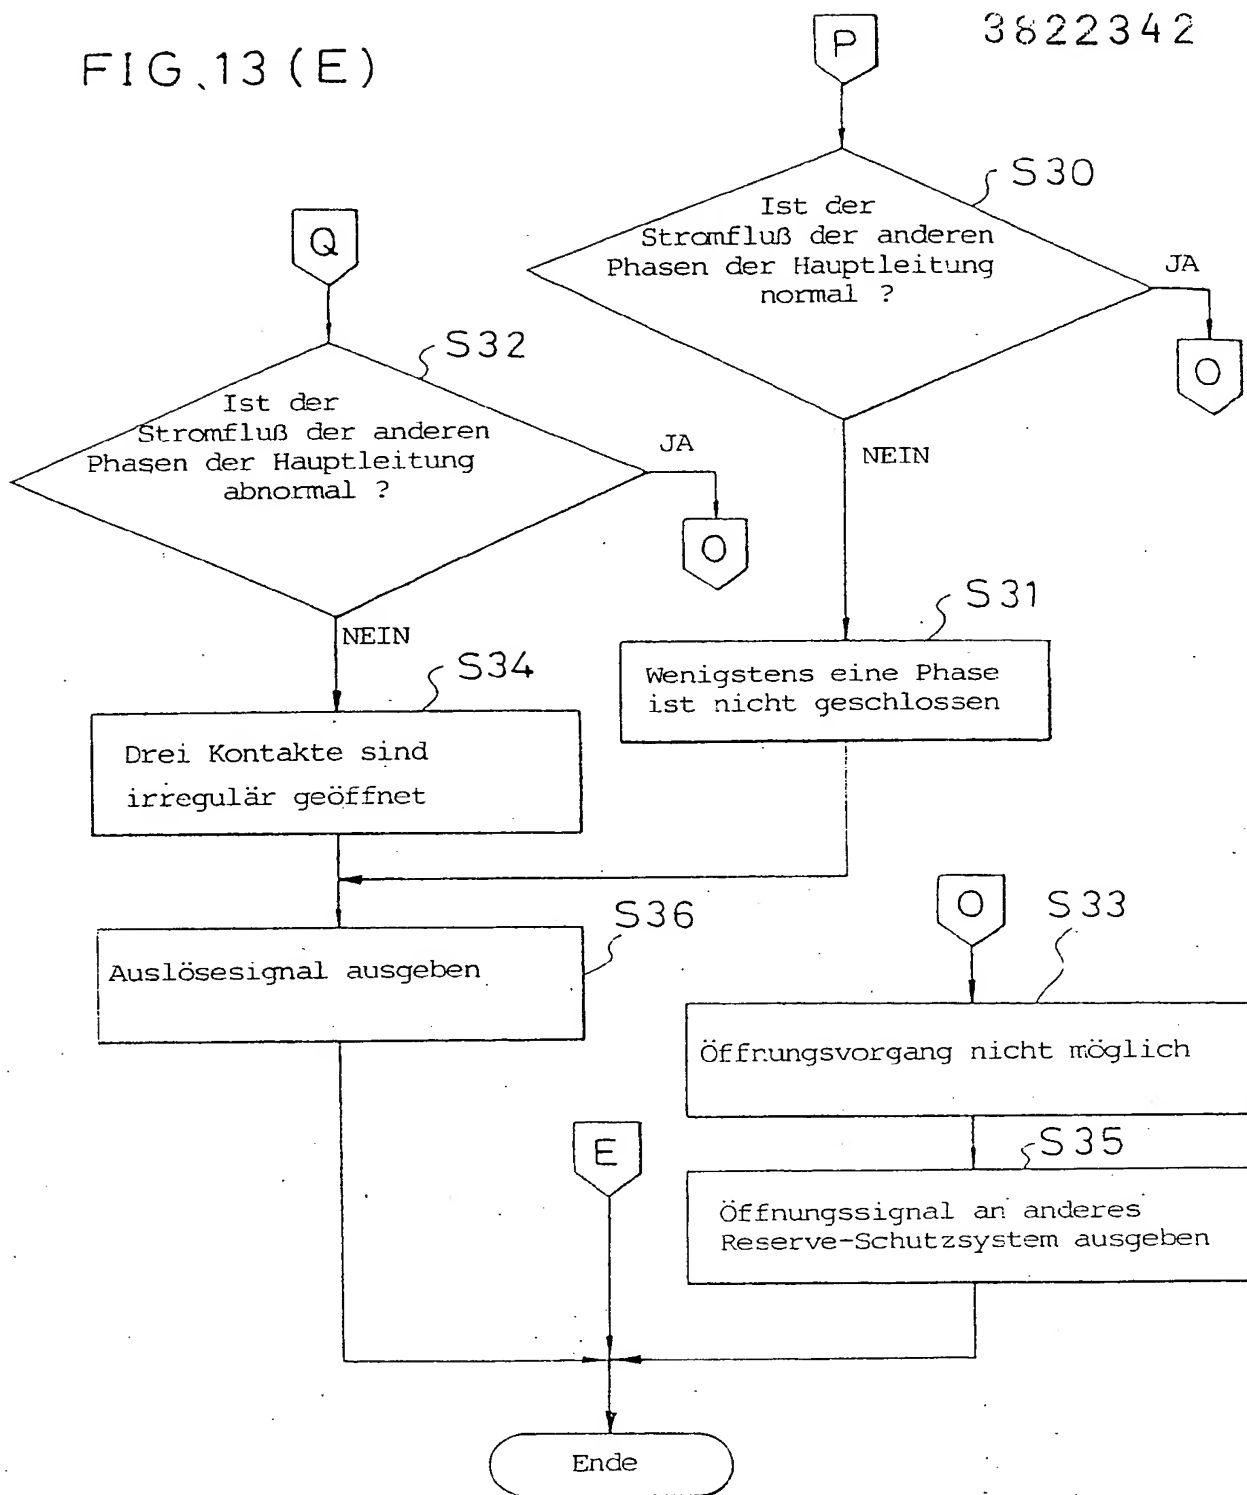 3822342
FIG.13 (E)
P
S30
Ist der
Stromfluß der anderen
Phasen der Hauptleitung
normal ?
JA
O
NEIN
Q
S32
Ist der
Stromfluß der anderen
Phasen der Hauptleitung
abnormal ?
JA
O
NEIN
S31
Wenigstens eine Phase
ist nicht geschlossen
S34
Drei Kontakte sind
irregulär geöffnet
S36
Auslösesignal ausgeben
O
S33
Öffnungsvorgang nicht möglich
S35
Öffnungssignal an anderes
Reserve-Schutzsystem ausgeben
E
Ende